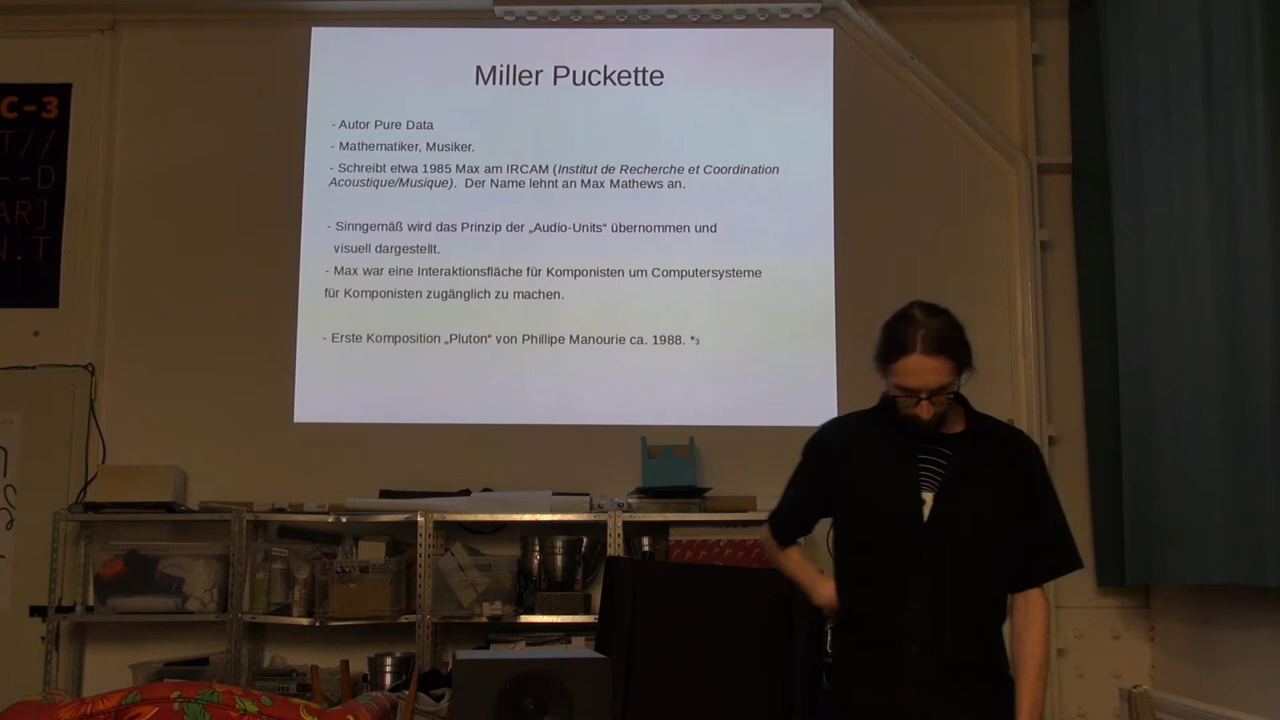 Miller Puckette
- Autor Pure Data
- Mathematiker, Musiker.
- Schreibt etwa 1985 Max am IRCAM (Institut de Recherche et Coordination
Acoustique/Musique). Der Name lehnt an Max Mathews an.
- Sinngemäß wird das Prinzip der „Audio-Units“ übernommen und
visuell dargestellt.
- Max war eine Interaktionsfläche für Komponisten um Computersysteme
für Komponisten zugänglich zu machen.
- Erste Komposition „Pluton“ von Phillipe Manourie ca. 1988. *3
C-3
T//
--D
AR]
N.T